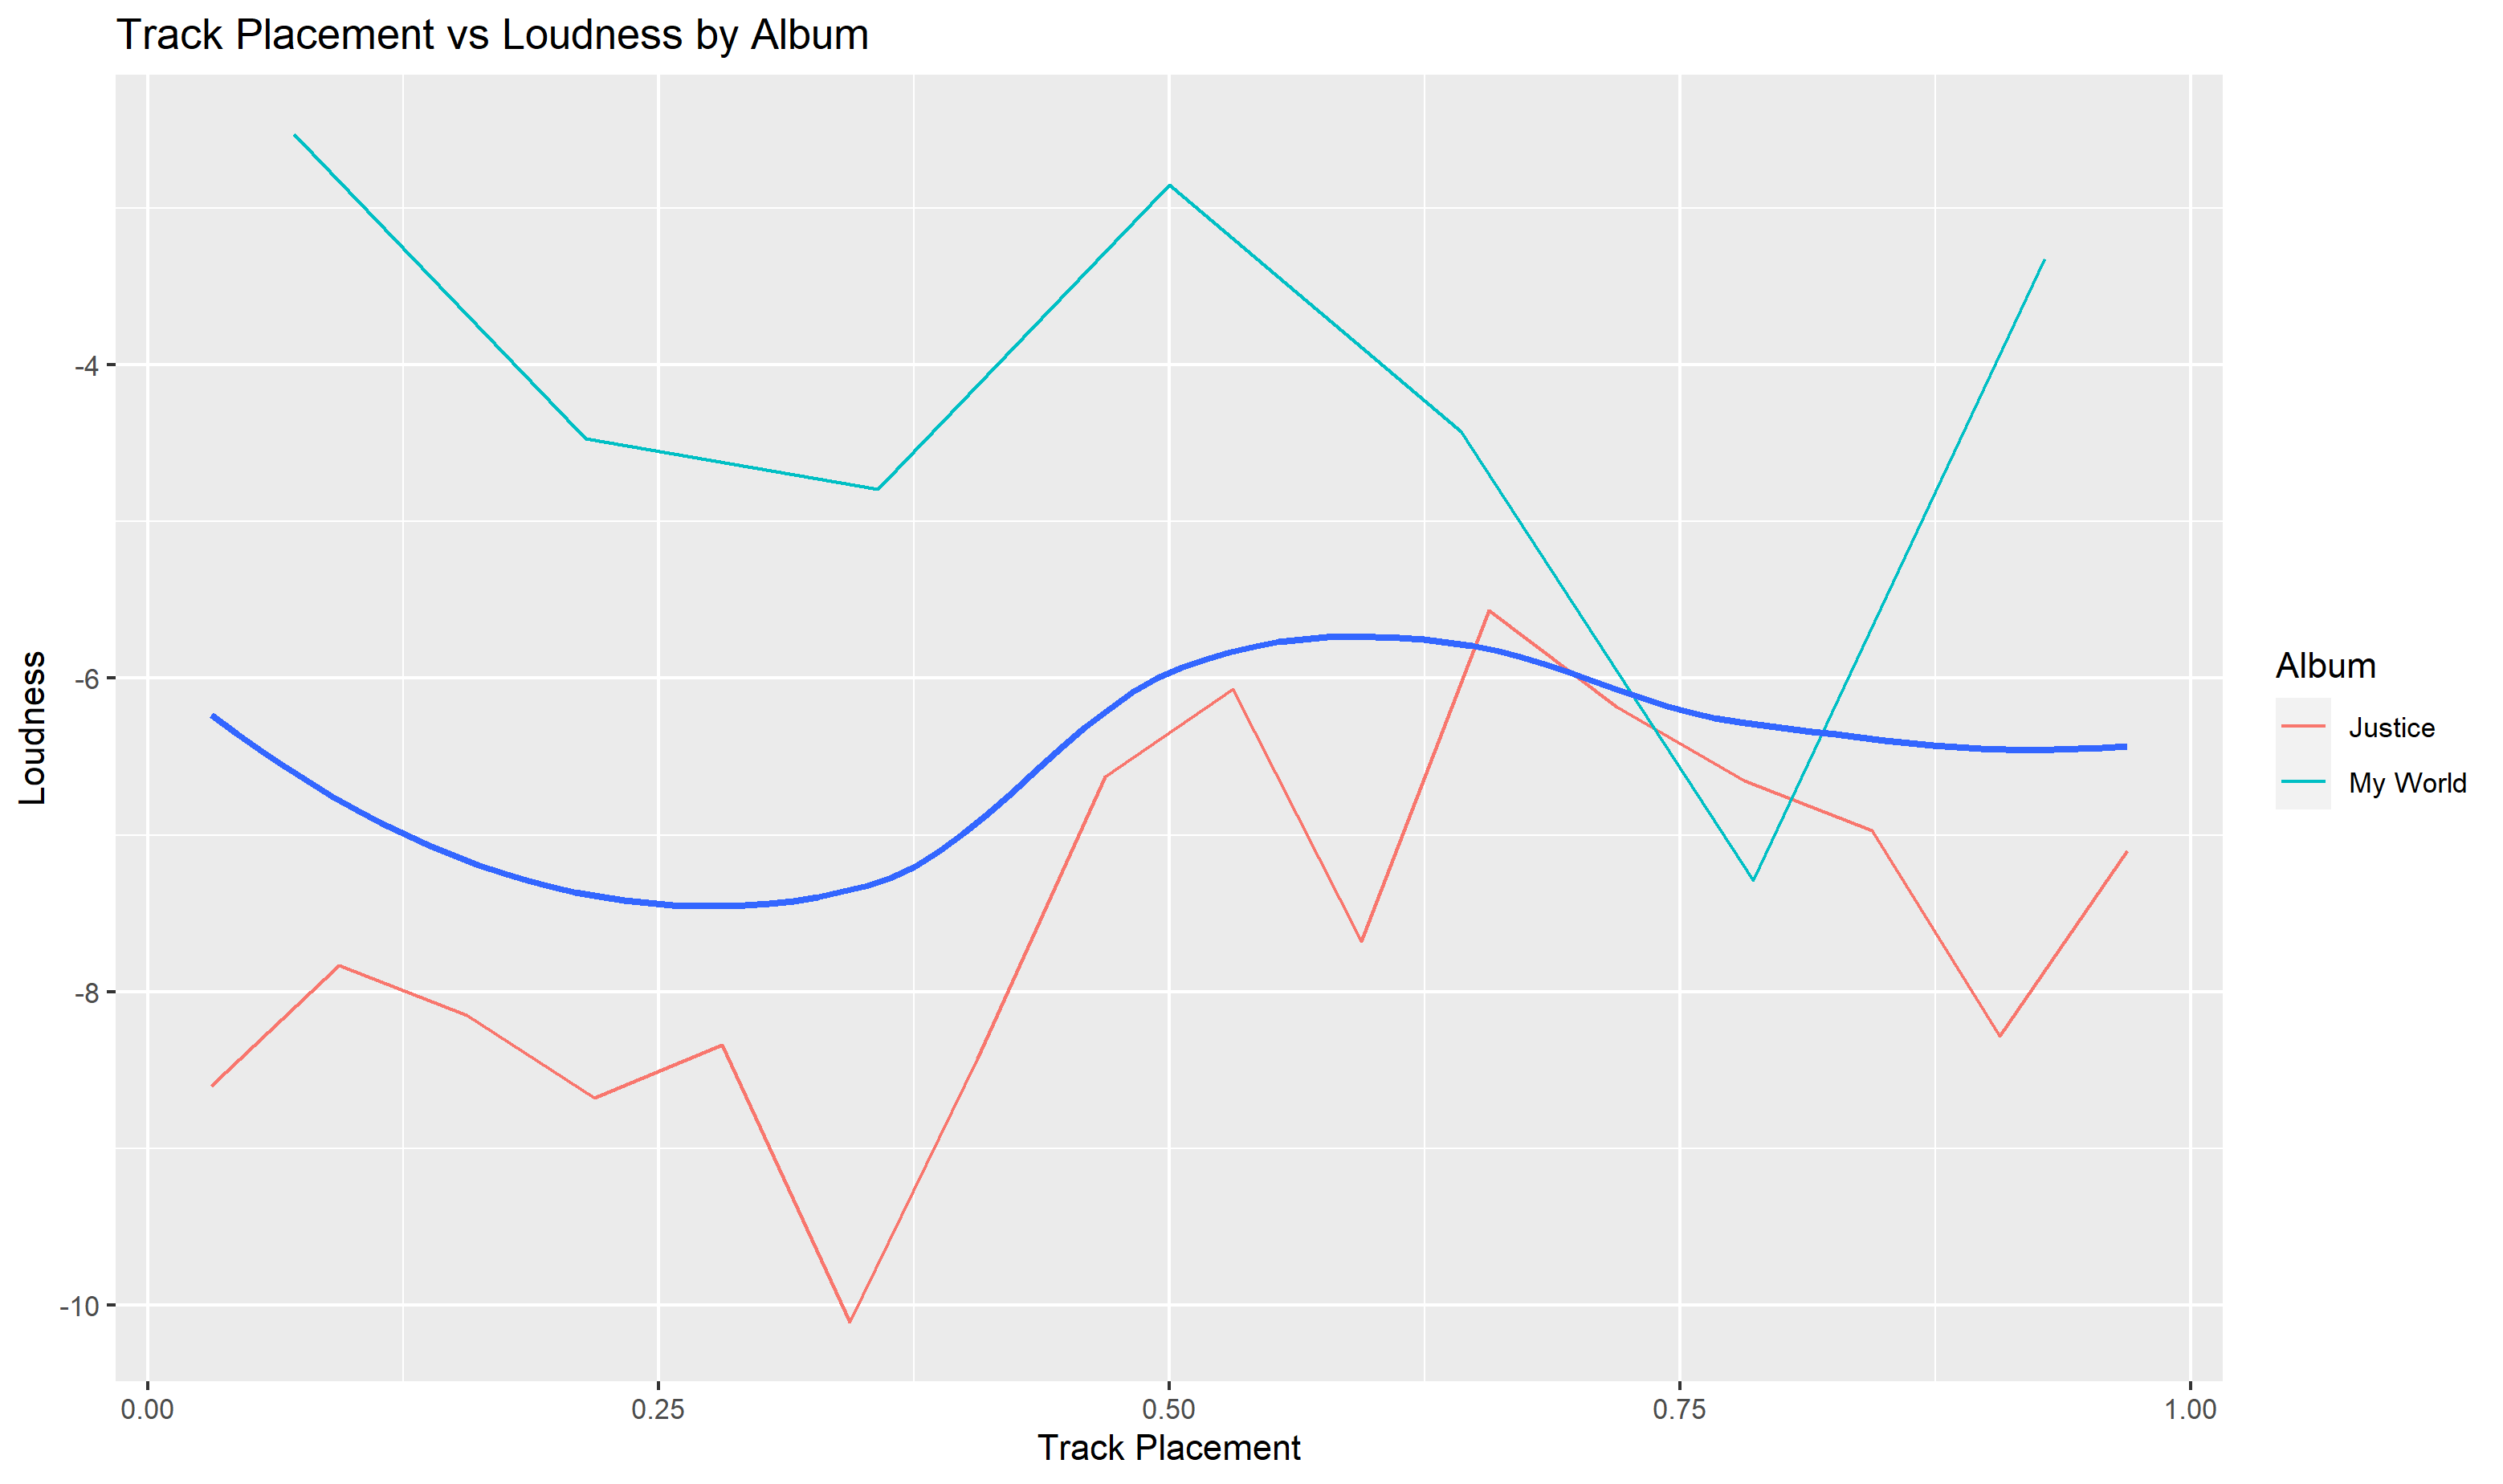 Track Placement vs Loudness by Album
-4
-6
-8
-10
Loudness
0.00 0.25 0.50 0.75 1.00
Track Placement
Album
Justice
My World